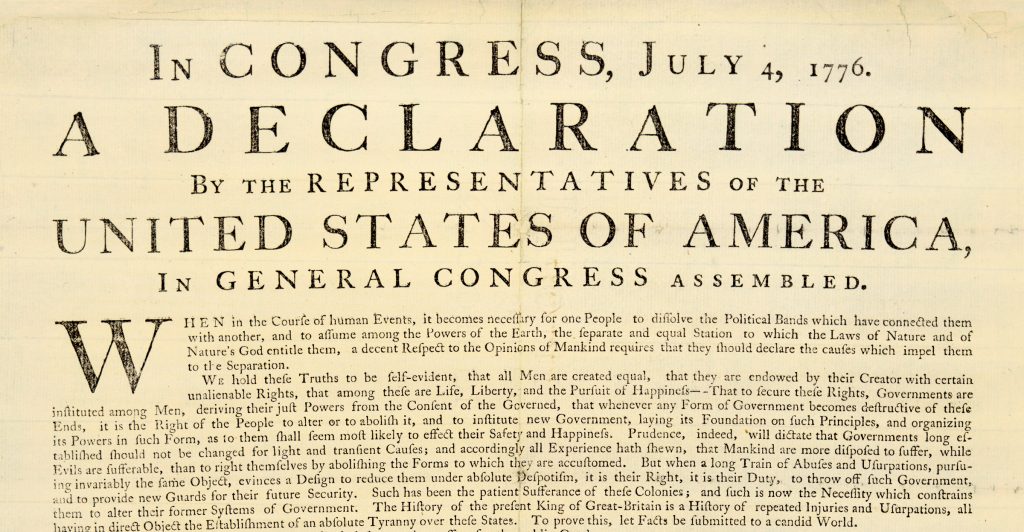 IN CONGRESS, JULY 4, 1776.
A DECLARATION
BY THE REPRESENTATIVES OF THE
UNITED STATES OF AMERICA,
IN GENERAL CONGRESS ASSEMBLED.
WHEN in the Courſe of human Events, it becomes neceſſary for one People to diſſolve the Political Bands which have connected them
with another, and to aſſume among the Powers of the Earth, the ſeparate and equal Station to which the Laws of Nature and of
Nature's God entitle them, a decent Reſpect to the Opinions of Mankind requires that they ſhould declare the cauſes which impel them
to the Separation.
WE hold theſe Truths to be ſelf-evident, that all Men are created equal, that they are endowed by their Creator with certain
unalienable Rights, that among theſe are Life, Liberty, and the Purſuit of Happineſs--That to ſecure theſe Rights, Governments are
inſtituted among Men, deriving their juſt Powers from the Conſent of the Governed, that whenever any Form of Government becomes deſtructive of theſe
Ends, it is the Right of the People to alter or to aboliſh it, and to inſtitute new Government, laying its Foundation on ſuch Principles, and organizing
its Powers in ſuch Form, as to them ſhall ſeem moſt likely to effect their Safety and Happineſs. Prudence, indeed, will dictate that Governments long eſ-
tabliſhed ſhould not be changed for light and tranſient Cauſes; and accordingly all Experience hath ſhewn, that Mankind are more diſpoſed to ſuffer, while
Evils are ſufferable, than to right themſelves by aboliſhing the Forms to which they are accuſtomed. But when a long Train of Abuſes and Uſurpations, purſu-
ing invariably the ſame Object, evinces a Deſign to reduce them under abſolute Deſpotiſm, it is their Right, it is their Duty, to throw off ſuch Government,
and to provide new Guards for their future Security. Such has been the patient Sufferance of theſe Colonies; and ſuch is now the Neceſſity which conſtrains
them to alter their former Syſtems of Government. The Hiſtory of the preſent King of Great-Britain is a Hiſtory of repeated Injuries and Uſurpations, all
having in direct Object the Eſtabliſhment of an abſolute Tyranny over theſe States. To prove this, let Facts be ſubmitted to a candid World.